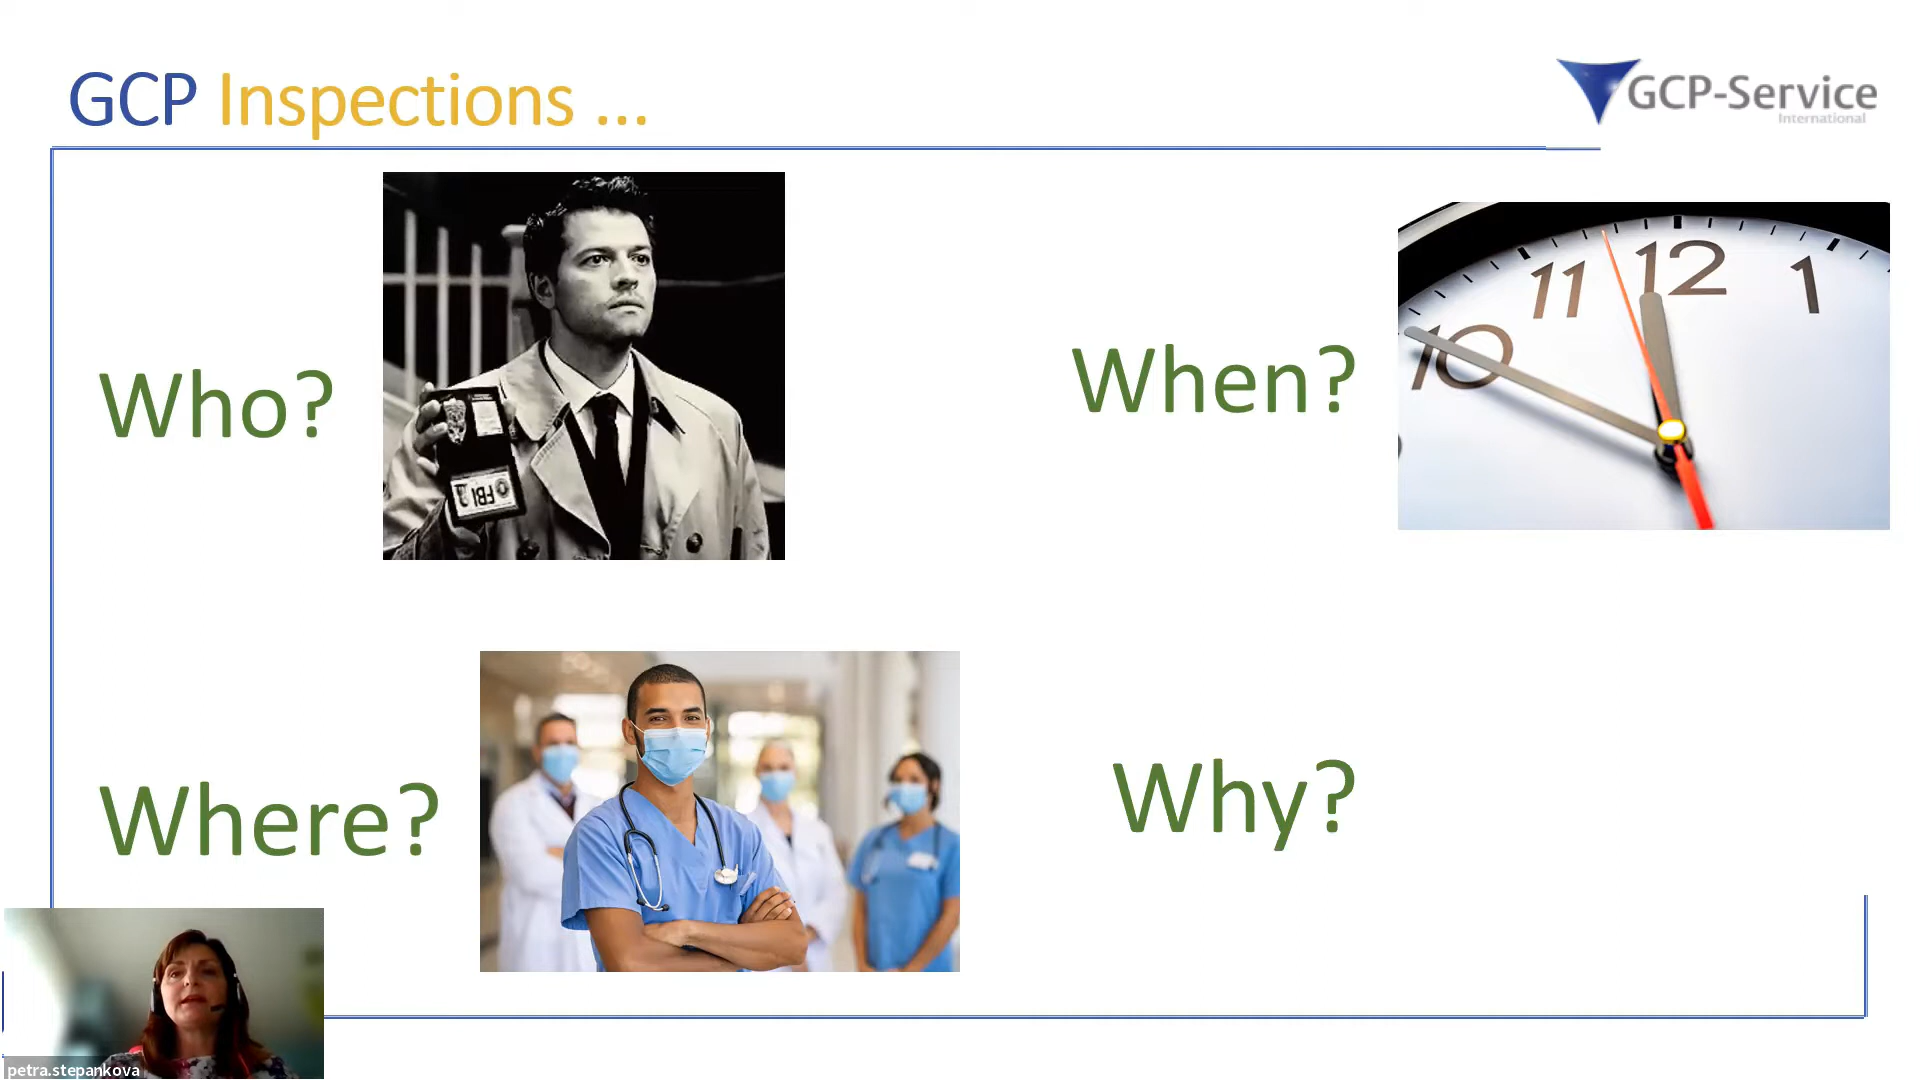 GCP Inspections ...
GCP-Service
International
Who?
FBI
When?
10
11
12
1
Where?
Why?
petra.stepankova